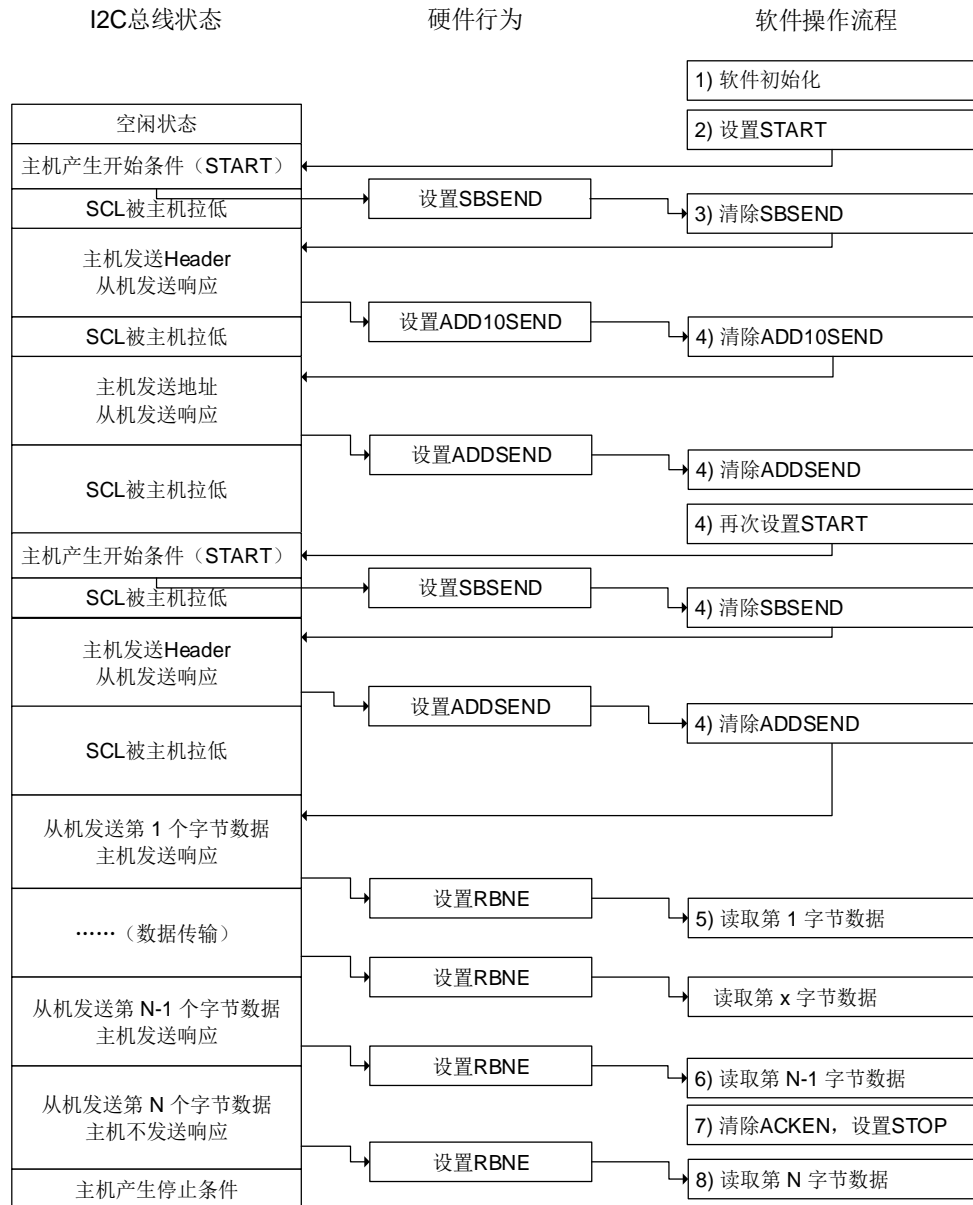 I2C总线状态
硬件行为
软件操作流程
1) 软件初始化
空闲状态
2) 设置START
主机产生开始条件（START）
设置SBSEND
SCL被主机拉低
3) 清除SBSEND
主机发送Header
从机发送响应
设置ADD10SEND
SCL被主机拉低
4) 清除ADD10SEND
主机发送地址
从机发送响应
设置ADDSEND
4) 清除ADDSEND
SCL被主机拉低
4) 再次设置START
主机产生开始条件（START）
设置SBSEND
SCL被主机拉低
4) 清除SBSEND
主机发送Header
从机发送响应
设置ADDSEND
4) 清除ADDSEND
SCL被主机拉低
从机发送第 1 个字节数据
主机发送响应
设置RBNE
5) 读取第 1 字节数据
……（数据传输）
设置RBNE
读取第 x 字节数据
从机发送第 N-1 个字节数据
主机发送响应
设置RBNE
6) 读取第 N-1 字节数据
从机发送第 N 个字节数据
主机不发送响应
7) 清除ACKEN，设置STOP
设置RBNE
8) 读取第 N 字节数据
主机产生停止条件